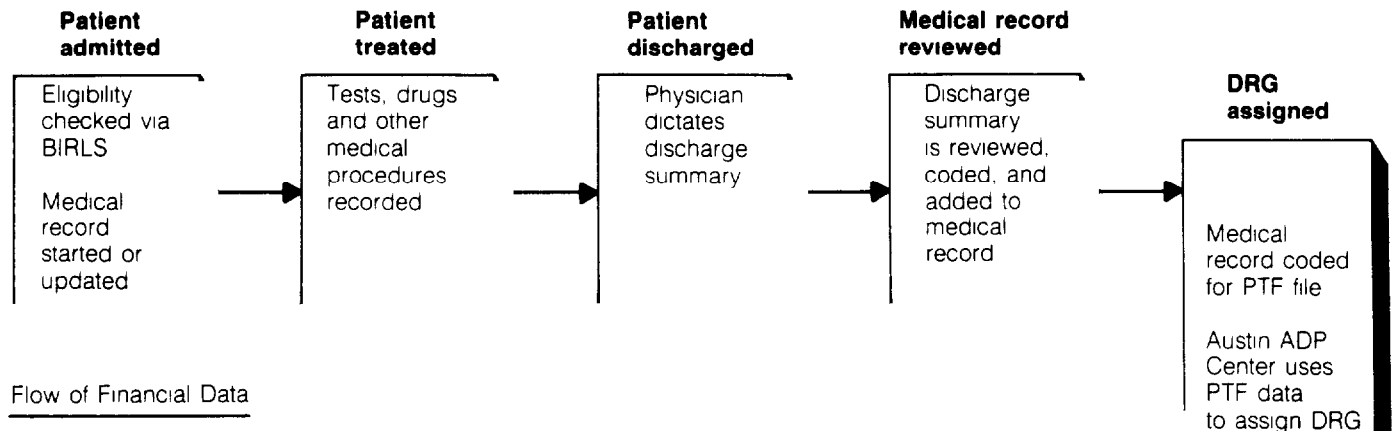 Patient
admitted
Eligibility
checked via
BIRLS
Medical
record
started or
updated
Patient
treated
Tests, drugs
and other
medical
procedures
recorded
Patient
discharged
Physician
dictates
discharge
summary
Medical record
reviewed
Discharge
summary
is reviewed,
coded, and
added to
medical
record
DRG
assigned
Medical
record coded
for PTF file
Austin ADP
Center uses
PTF data
to assign DRG
Flow of Financial Data